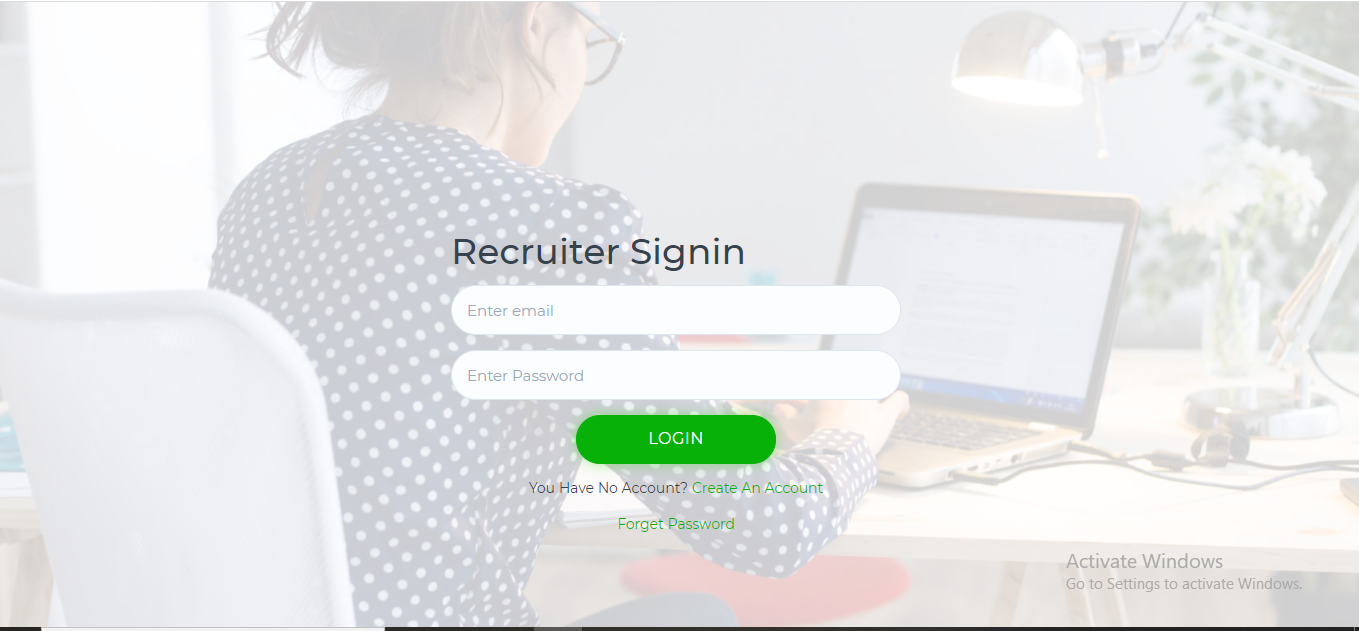 Recruiter Signin
Enter email
Enter Password
LOGIN
You Have No Account? Create An Account
Forget Password
Activate Windows
Go to Settings to activate Windows.